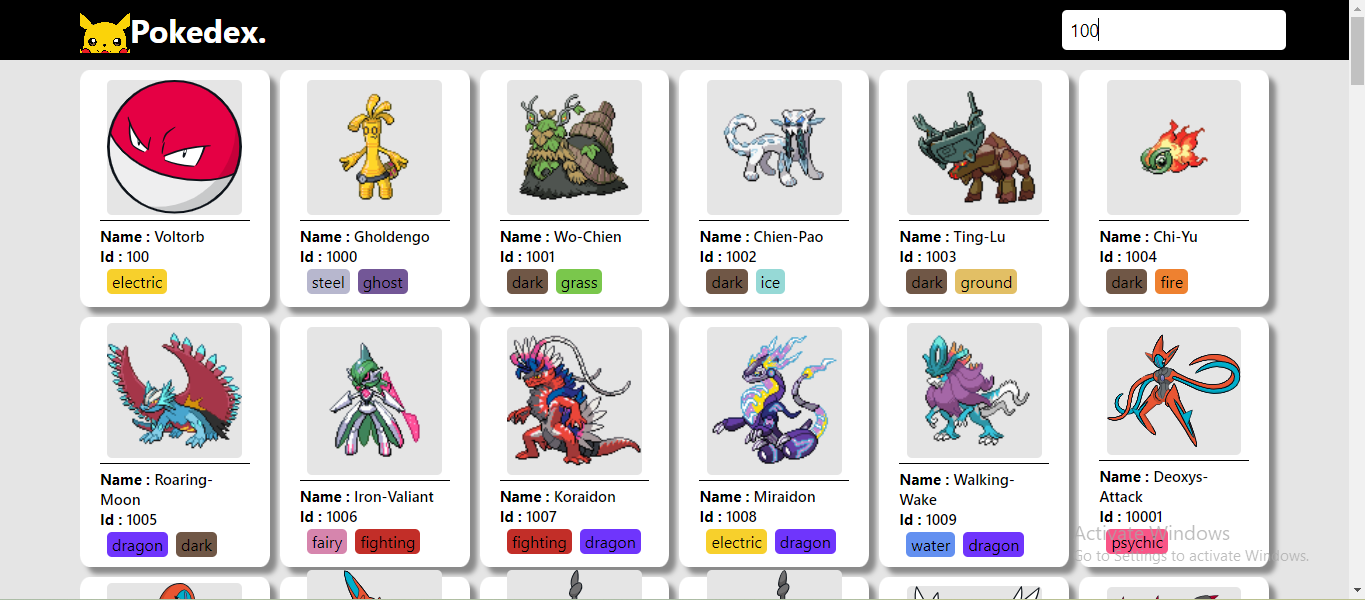 Pokedex.
100
Name : Voltorb
Id : 100
electric
Name : Gholdengo
Id : 1000
steel ghost
Name : Wo-Chien
Id : 1001
dark grass
Name : Chien-Pao
Id : 1002
dark ice
Name : Ting-Lu
Id : 1003
dark ground
Name : Chi-Yu
Id : 1004
dark fire
Name : Roaring-
Moon
Id : 1005
dragon dark
Name : Iron-Valiant
Id : 1006
fairy fighting
Name : Koraidon
Id : 1007
fighting dragon
Name : Miraidon
Id : 1008
electric dragon
Name : Walking-
Wake
Id : 1009
water dragon
Name : Deoxys-
Attack
Id : 10001
psychic
Activate Windows
Go to Settings to activate Windows.